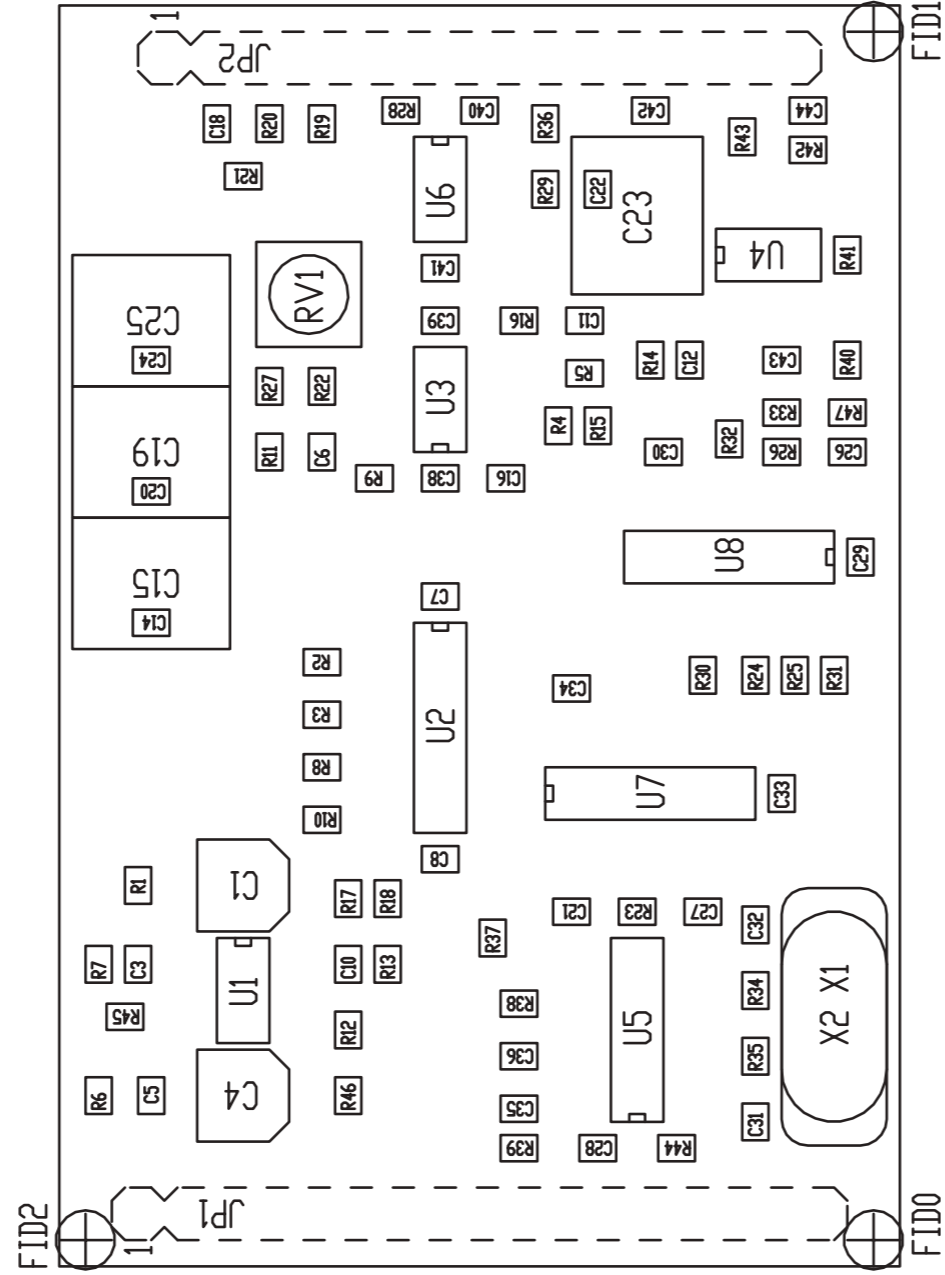 1
FID1
JP2
C18
R20
R19
R28
C40
R36
C42
C44
R43
R42
R21
U6
R29
C22
C23
U4
R41
C41
RV1
C25
C39
R16
C11
C24
R27
R22
U3
R5
R14
C12
C43
R40
R4
R15
R33
R47
R32
C19
R11
C6
C30
R26
C26
C20
R9
C38
C16
U8
C29
C15
C7
C14
R2
C34
R30
R24
R25
R31
R3
U2
R8
U7
C33
R10
C8
R1
C1
R17
R18
C21
R23
C27
C32
R37
R7
C3
U1
C10
R13
R34
X2 X1
R45
R38
U5
R12
C36
R35
R6
C5
C4
R46
C35
C31
R39
C28
R44
JP1
FID2
1
FID0